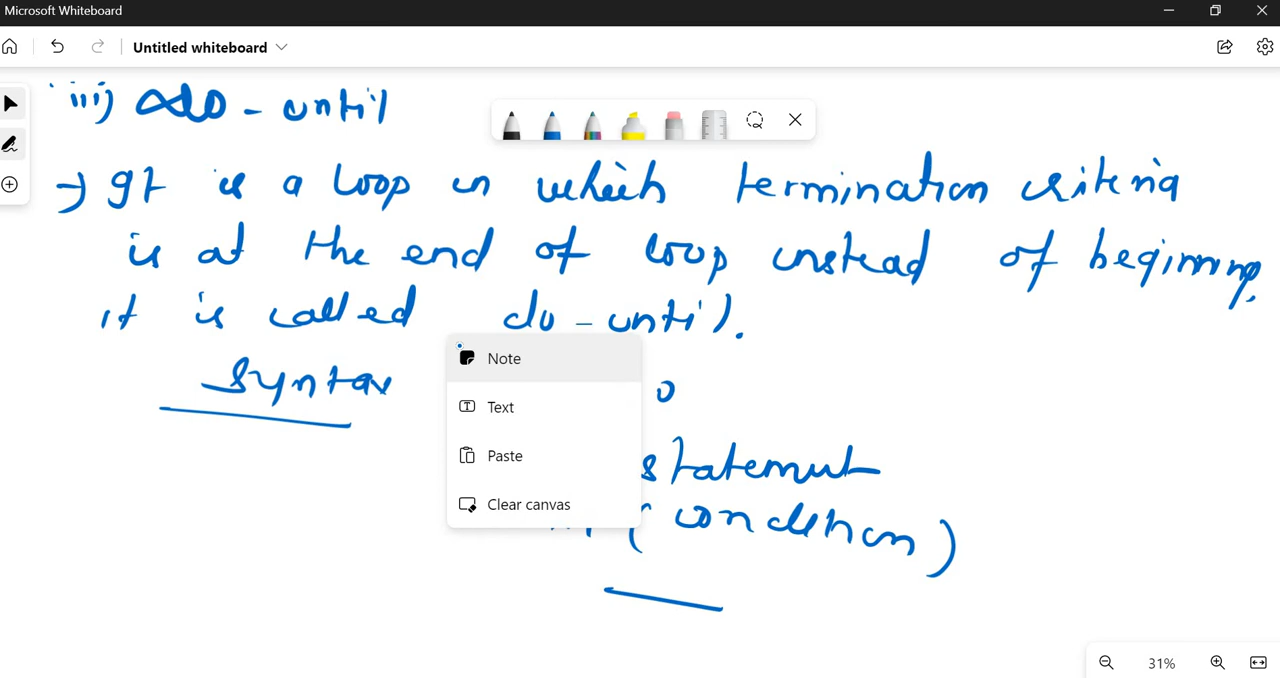 Microsoft Whiteboard
Untitled whiteboard
iii) Do - until
→ It is a loop in which termination criteria
is at the end of loop instead of beginning,
it is called do - until.
Syntax
Note
Text
Paste
Clear canvas
statement
(condition)
31%